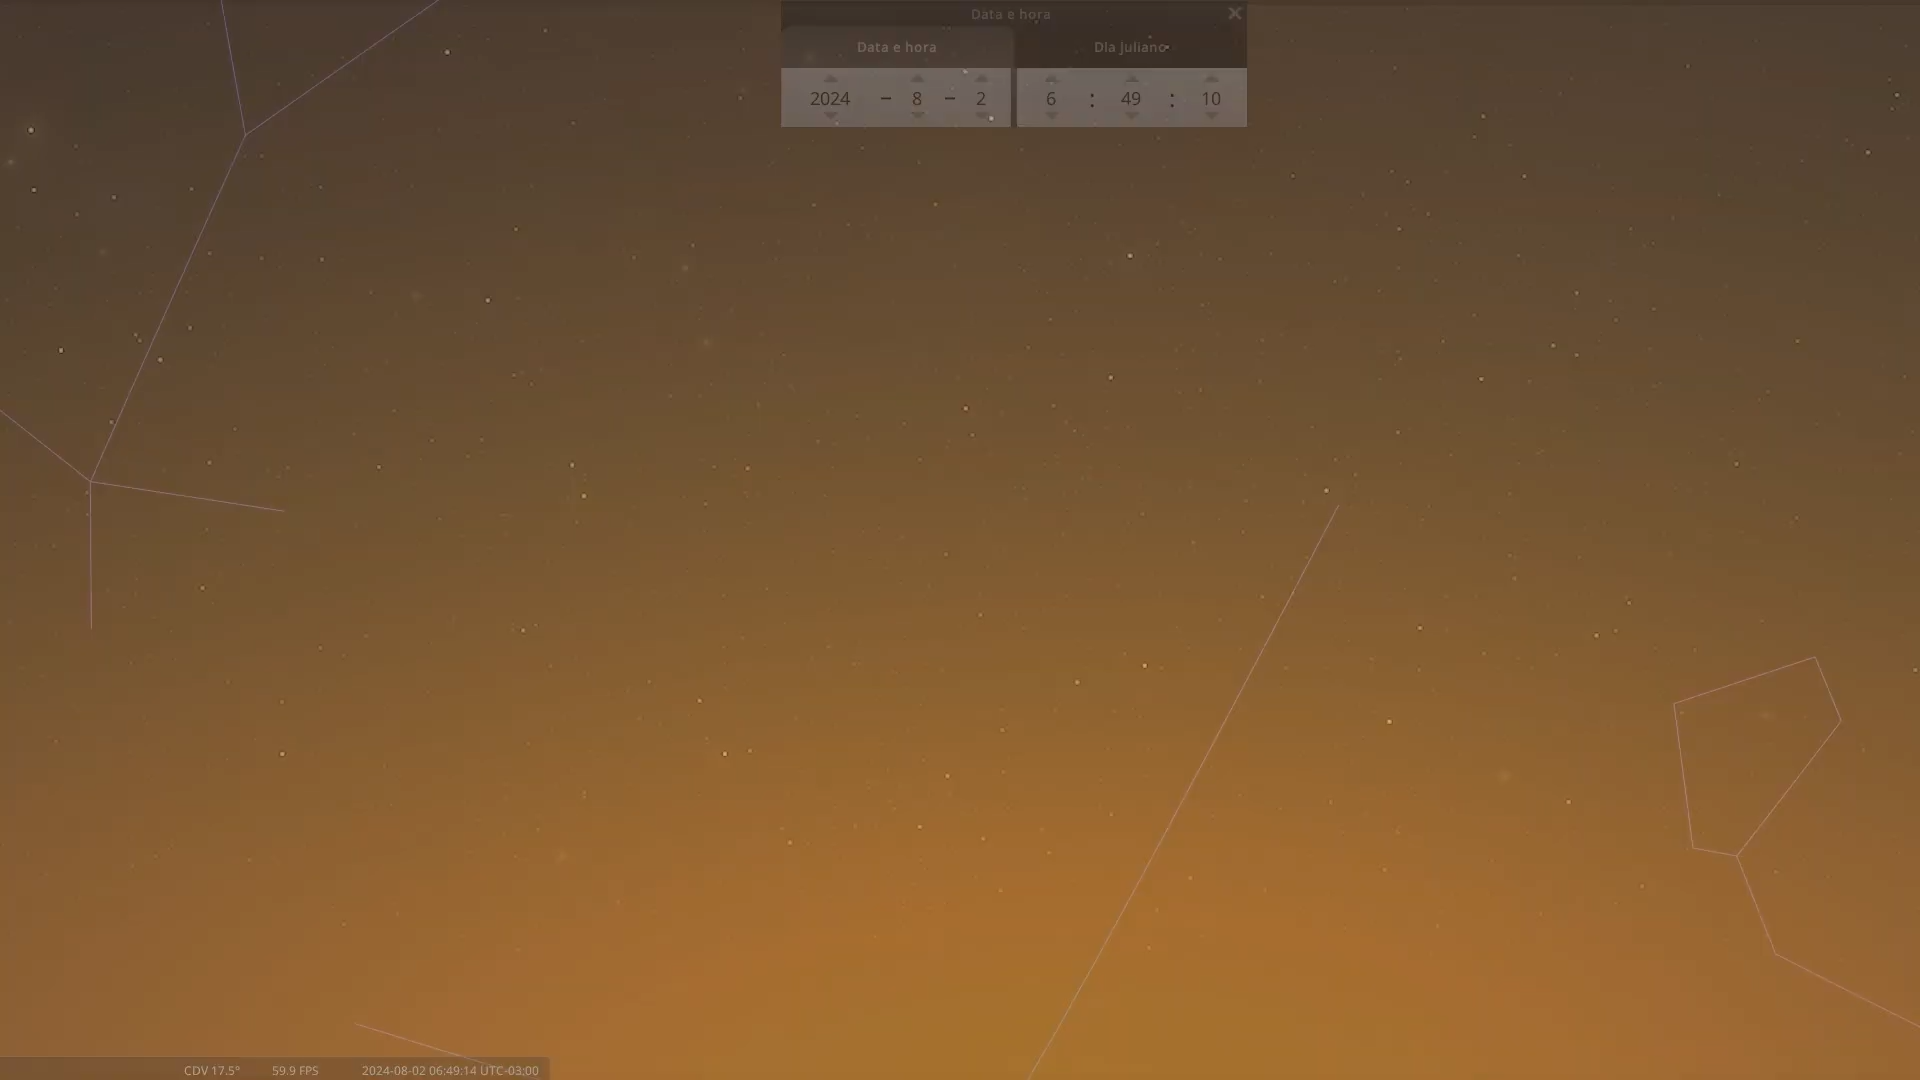 Data e hora
Data e hora
Dia Juliano
2024 - 8 - 2 6 : 49 : 10
CDV 17.5° 59.9 FPS 2024-08-02 06:49:14 UTC-03:00